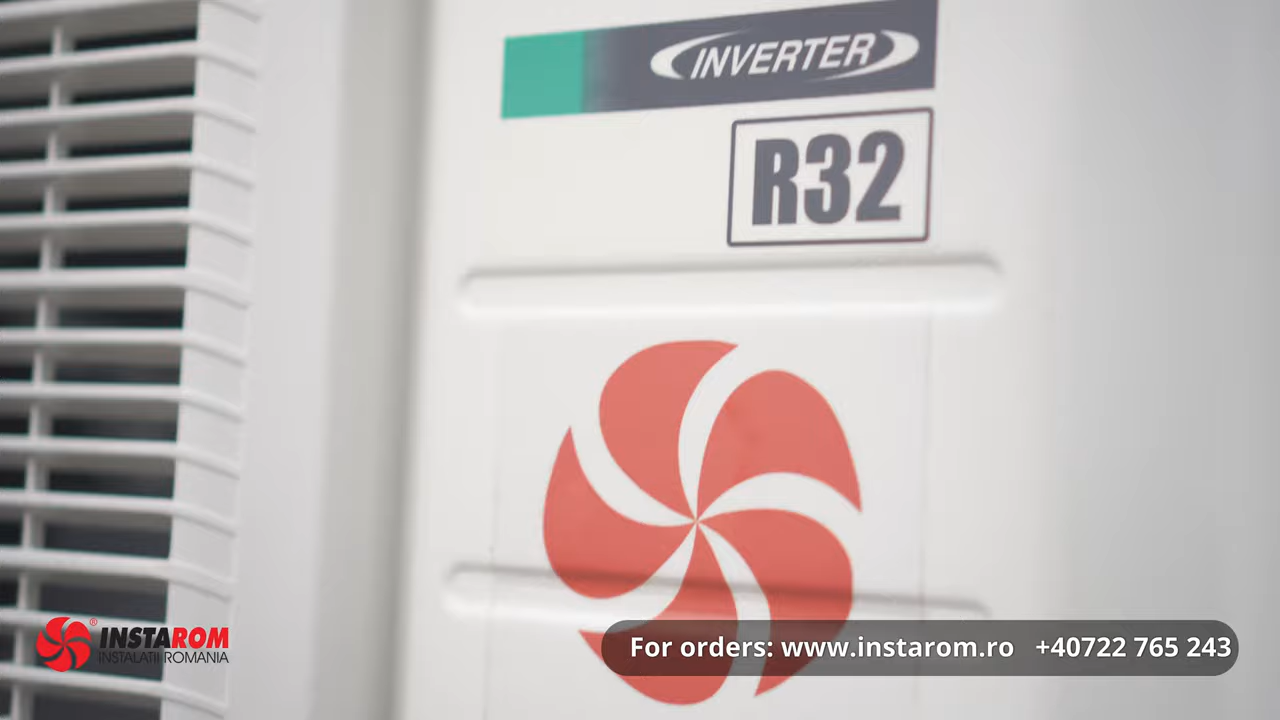 INVERTER
R32
® INSTAROM
INSTALATII ROMANIA
For orders: www.instarom.ro +40722 765 243